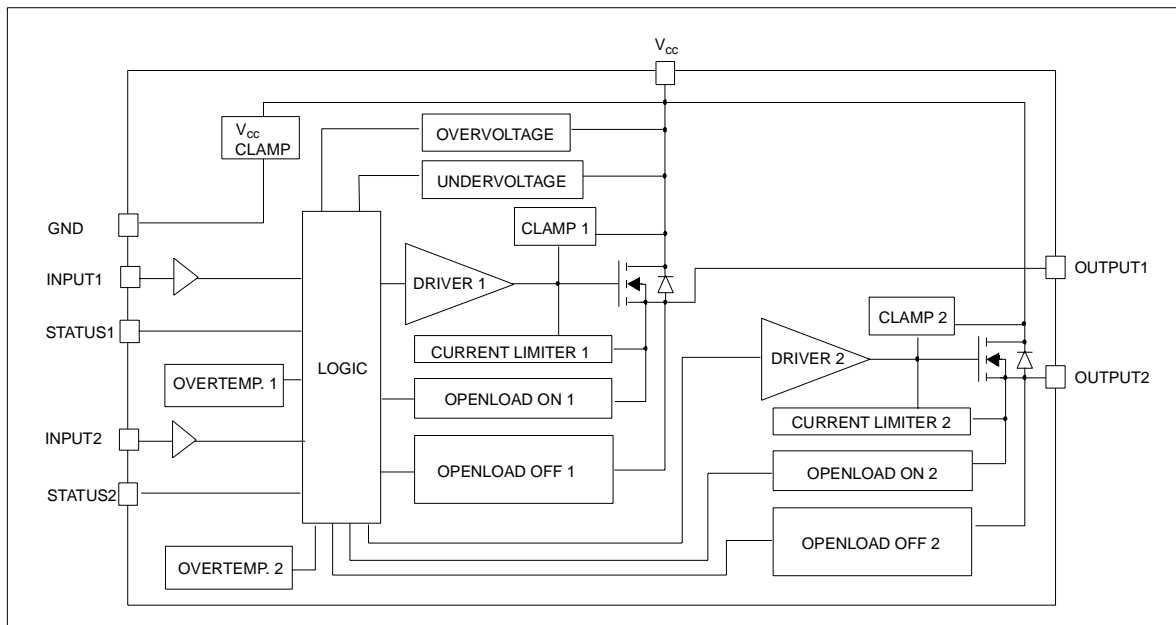 Vcc
Vcc
CLAMP
OVERVOLTAGE
UNDERVOLTAGE
GND
CLAMP 1
INPUT1
DRIVER 1
OUTPUT1
STATUS1
CLAMP 2
CURRENT LIMITER 1
DRIVER 2
LOGIC
OVERTEMP. 1
OUTPUT2
OPENLOAD ON 1
CURRENT LIMITER 2
INPUT2
OPENLOAD OFF 1
OPENLOAD ON 2
STATUS2
OPENLOAD OFF 2
OVERTEMP. 2